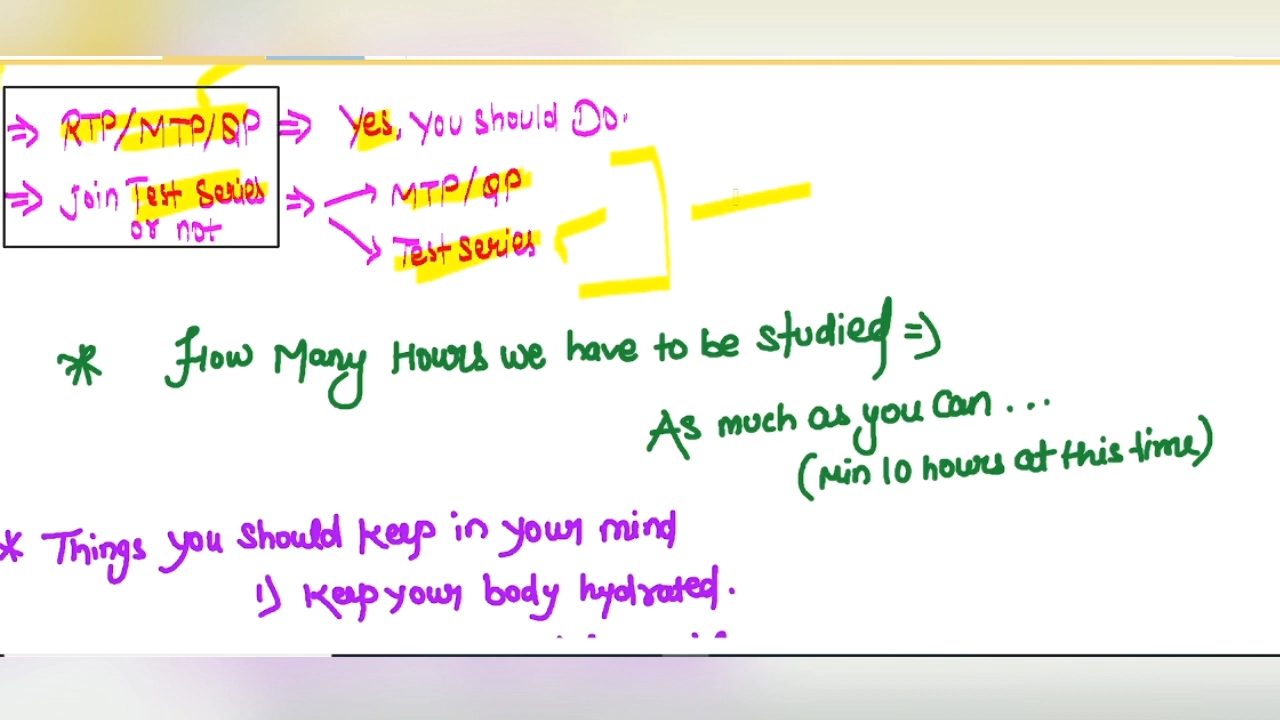 ⇒ RTP/MTP/QP ⇒ Yes, You should Do.
⇒ Join Test Series or not ⇒ → MTP/QP
→ Test Series
* How Many Hours we have to be studied ⇒
As much as you can ...
(Min 10 hours at this time)
* Things you should keep in your mind
1) Keep your body hydrated.